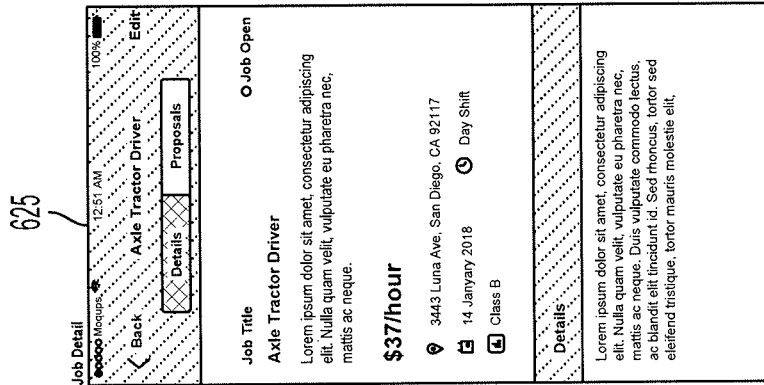 625
Job Detail
Moqups 12:51 AM 100%
Back Axle Tractor Driver Edit
Details Proposals
Job Title Job Open
Axle Tractor Driver
Lorem ipsum dolor sit amet, consectetur adipiscing
elit. Nulla quam velit, vulputate eu pharetra nec,
mattis ac neque.
$37/hour
3443 Luna Ave, San Diego, CA 92117
14 Janyary 2018 Day Shift
Class B
Details
Lorem ipsum dolor sit amet, consectetur adipiscing
elit. Nulla quam velit, vulputate eu pharetra nec,
mattis ac neque. Duis vulputate commodo lectus,
ac blandit elit tincidunt id. Sed rhoncus, tortor sed
eleifend tristique, tortor mauris molestie elit,